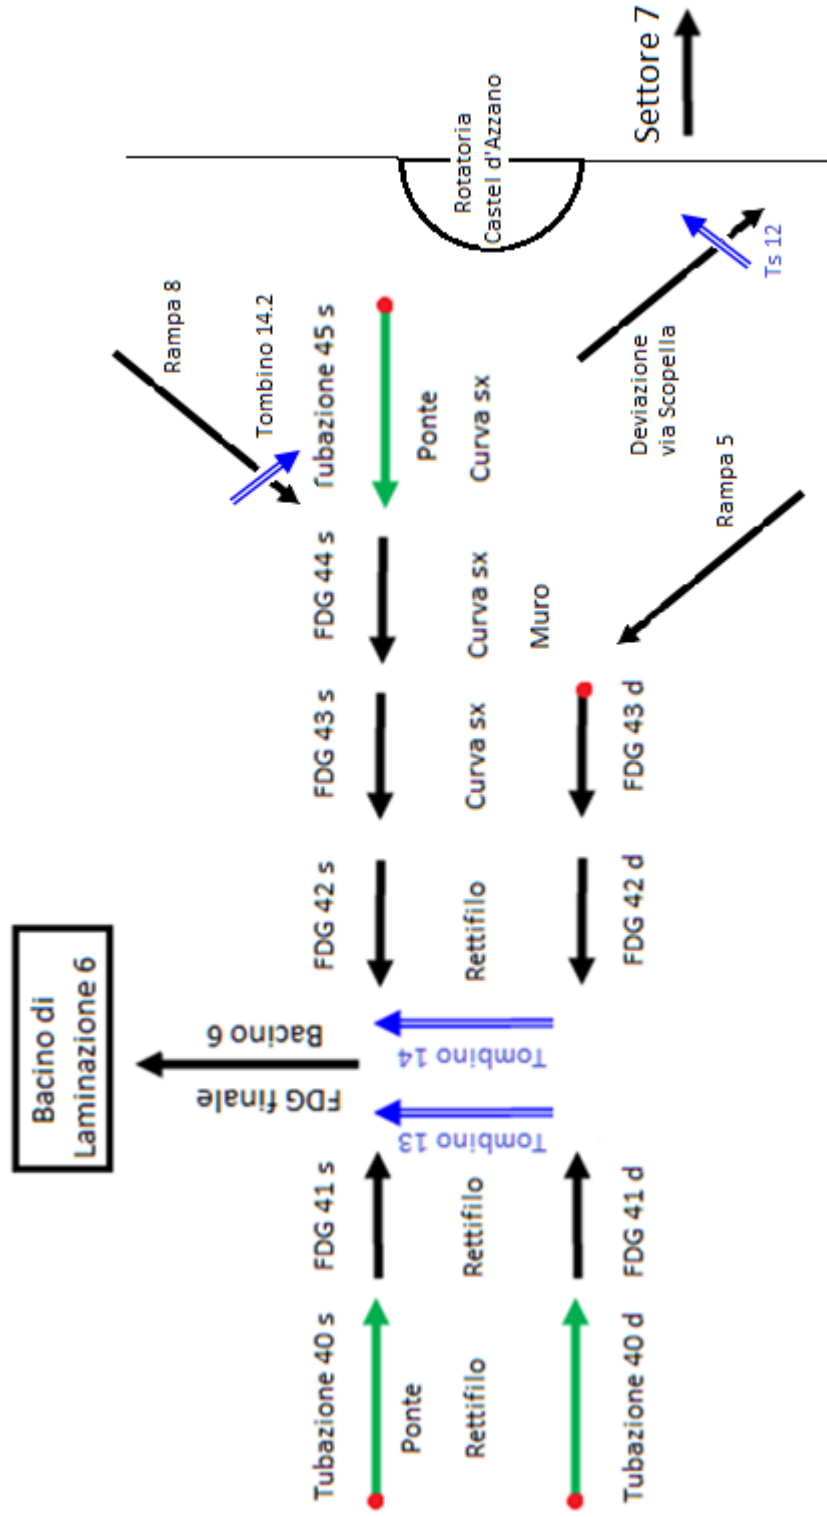 Bacino di
Laminazione 6
FDG finale
Bacino 6
Rampa 8
Tombino 14.2
Tubazione 40 s
FDG 41 s
FDG 42 s
FDG 43 s
FDG 44 s
Tubazione 45 s
Ponte
Tombino 13
Tombino 14
Ponte
Rettifilo
Rettifilo
Rettifilo
Curva sx
Curva sx
Curva sx
Muro
Rotatoria
Castel d'Azzano
Tubazione 40 d
FDG 41 d
FDG 42 d
FDG 43 d
Rampa 5
Deviazione
via Scopella
Ts 12
Settore 7